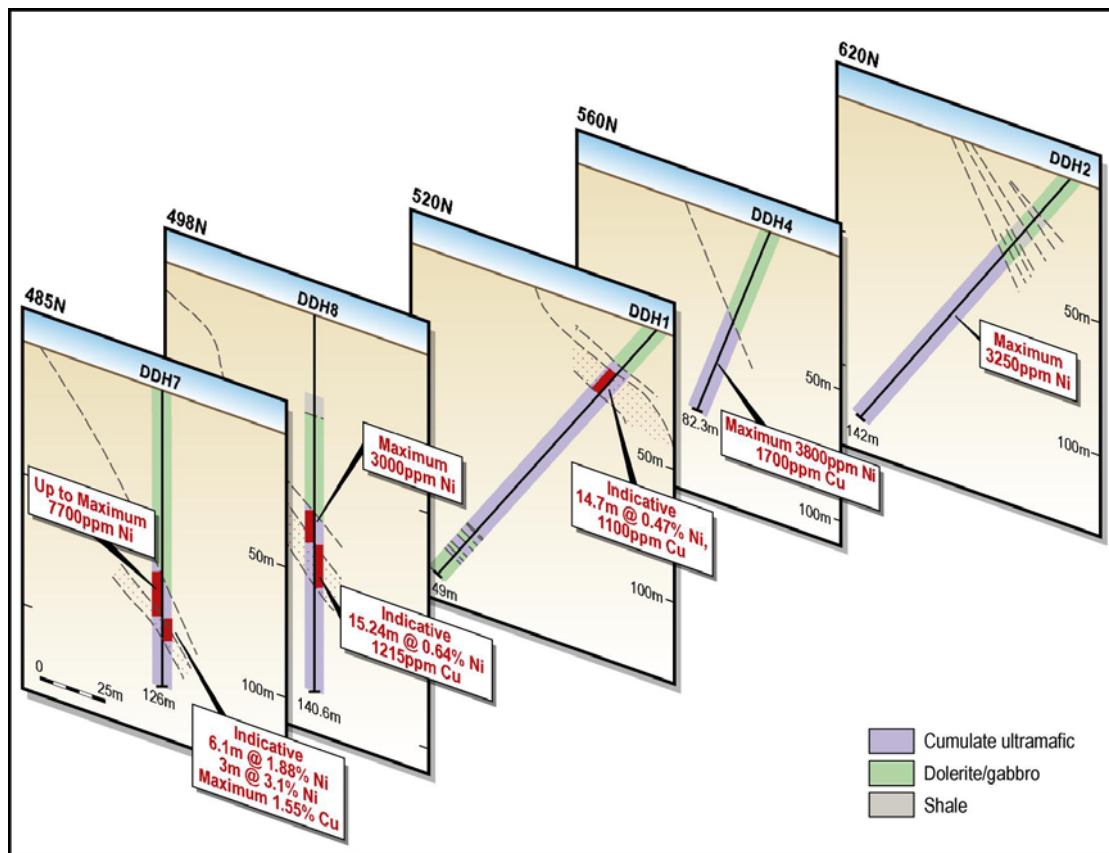 620N
DDH2
50m
Maximum
3250ppm Ni
142m
100m
560N
DDH4
50m
82.3m
Maximum 3800ppm Ni
1700ppm Cu
100m
520N
DDH1
50m
Indicative
14.7m @ 0.47% Ni,
1100ppm Cu
49m
100m
498N
DDH8
Maximum
3000ppm Ni
50m
Indicative
15.24m @ 0.64% Ni
1215ppm Cu
100m
140.6m
485N
DDH7
Up to Maximum
7700ppm Ni
0
25m
126m
Indicative
6.1m @ 1.88% Ni
3m @ 3.1% Ni
Maximum 1.55% Cu
Cumulate ultramafic
Dolerite/gabbro
Shale